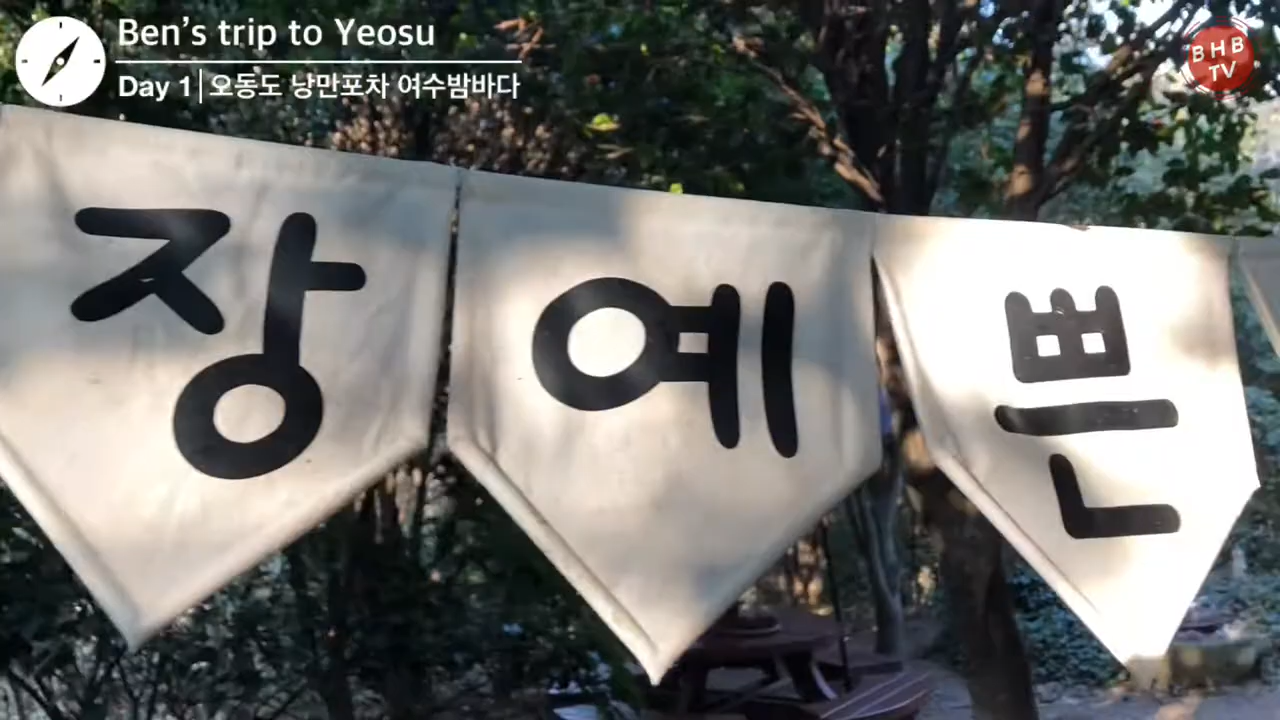 Ben's trip to Yeosu
Day 1 | 오동도 낭만포차 여수밤바다
BHB
TV
장 예 쁜